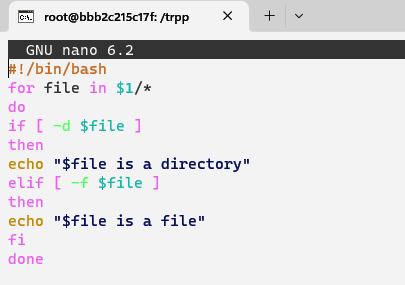 root@bbb2c215c17f: /trpp
GNU nano 6.2
#!/bin/bash
for file in $1/*
do
if [ -d $file ]
then
echo "$file is a directory"
elif [ -f $file ]
then
echo "$file is a file"
fi
done